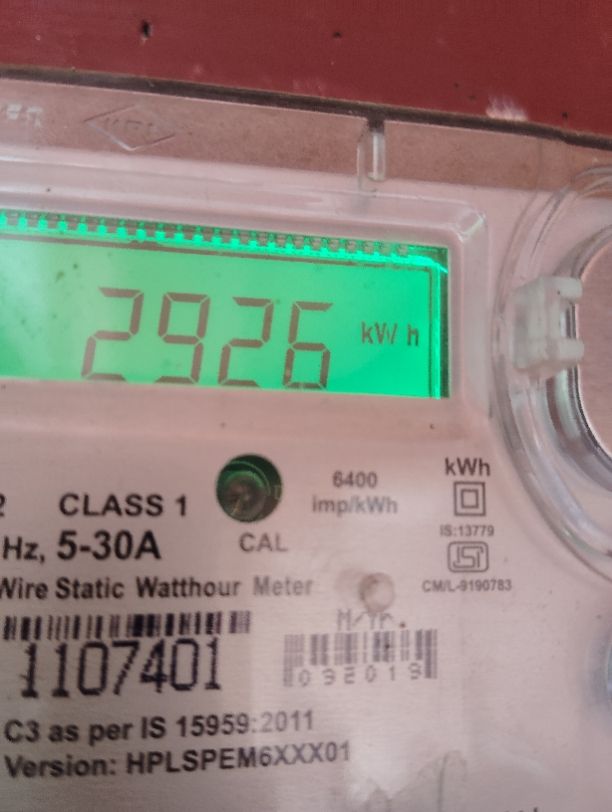 2926 kWh
CLASS 1
6400
imp/kWh
kWh
IS:13779
CM/L-9190783
Hz, 5-30A
CAL
Wire Static Watthour Meter
M/Yr.
1107401
092019
C3 as per IS 15959:2011
Version: HPLSPEM6XXX01